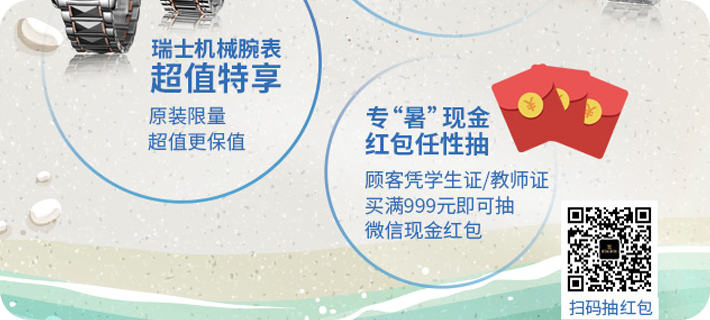 瑞士机械腕表
超值特享
原装限量
超值更保值
专“暑”现金
红包任性抽
顾客凭学生证/教师证
买满999元即可抽
微信现金红包
扫码抽红包